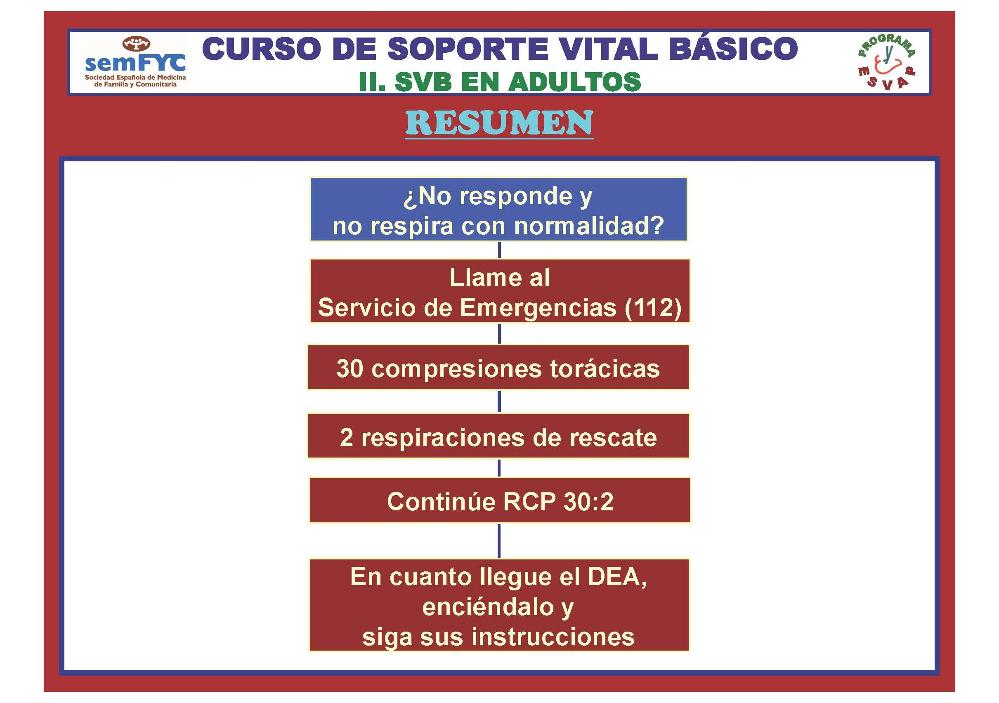 semFYC
Sociedad Española de Medicina
de Familia y Comunitaria
CURSO DE SOPORTE VITAL BÁSICO
II. SVB EN ADULTOS
PROGRAMA
ESVAP
RESUMEN
¿No responde y
no respira con normalidad?
Llame al
Servicio de Emergencias (112)
30 compresiones torácicas
2 respiraciones de rescate
Continúe RCP 30:2
En cuanto llegue el DEA,
enciéndalo y
siga sus instrucciones